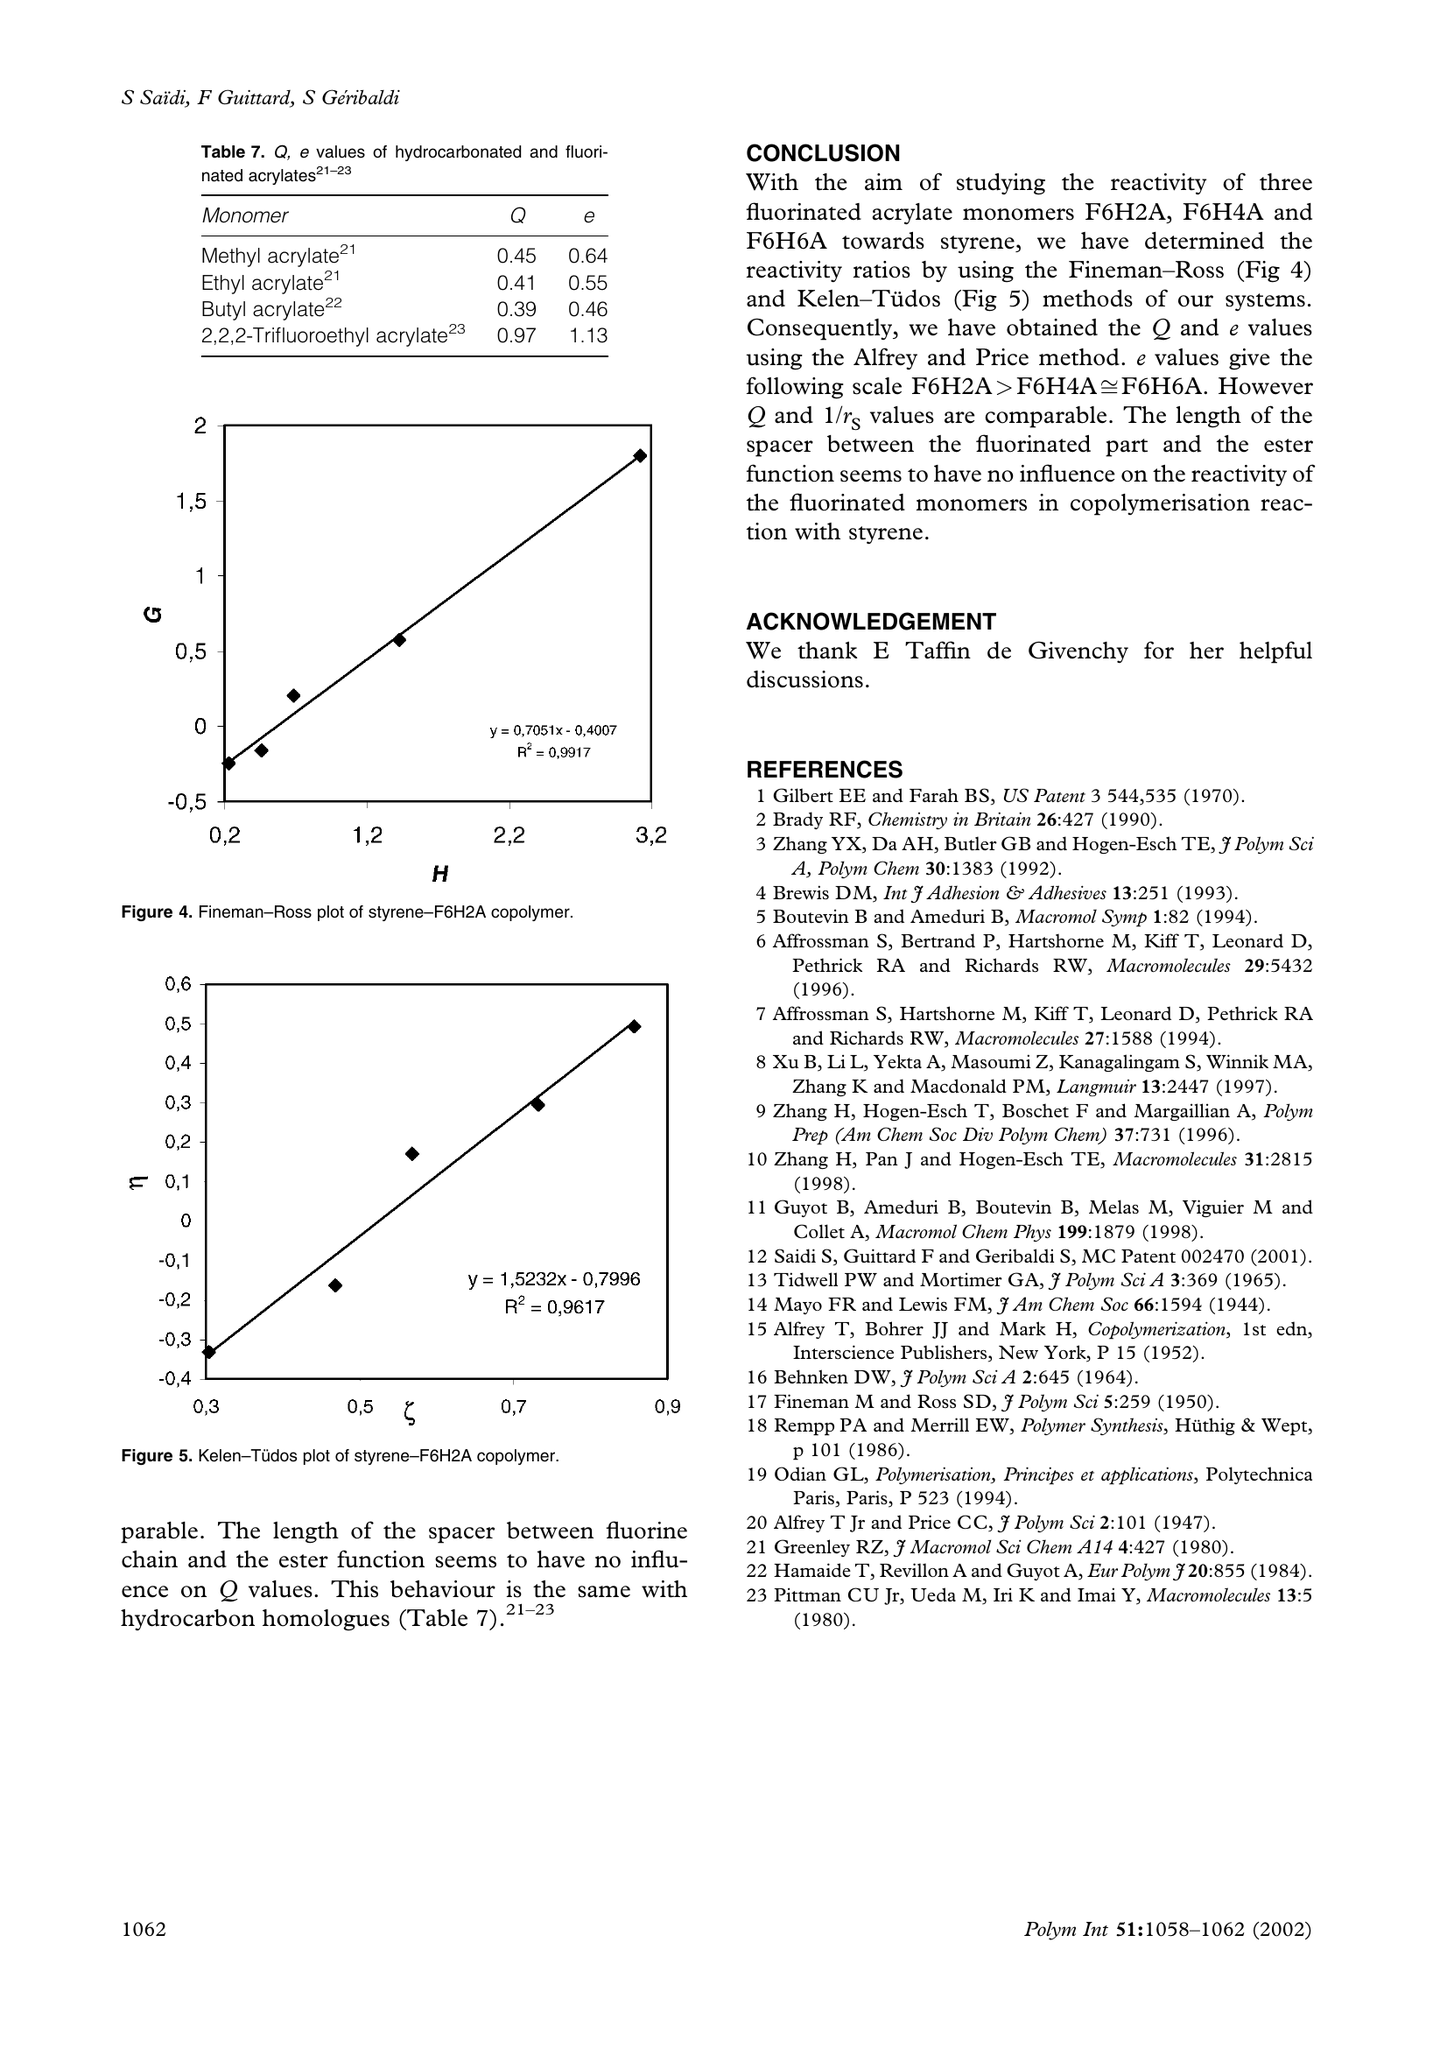 S Saïdi, F Guittard, S Géribaldi
Table 7. Q, e values of hydrocarbonated and fluori-
nated acrylates21–23
Monomer Q e
Methyl acrylate21 0.45 0.64
Ethyl acrylate21 0.41 0.55
Butyl acrylate22 0.39 0.46
2,2,2-Trifluoroethyl acrylate23 0.97 1.13
2
1,5
1
0,5
0
-0,5
G
y = 0,7051x - 0,4007
R2 = 0,9917
0,2 1,2 2,2 3,2
H
Figure 4. Fineman–Ross plot of styrene–F6H2A copolymer.
0,6
0,5
0,4
0,3
0,2
0,1
0
-0,1
-0,2
-0,3
-0,4
η
y = 1,5232x - 0,7996
R2 = 0,9617
0,3 0,5 ζ 0,7 0,9
Figure 5. Kelen–Tüdos plot of styrene–F6H2A copolymer.
parable. The length of the spacer between fluorine
chain and the ester function seems to have no influ-
ence on Q values. This behaviour is the same with
hydrocarbon homologues (Table 7).21–23
CONCLUSION
With the aim of studying the reactivity of three
fluorinated acrylate monomers F6H2A, F6H4A and
F6H6A towards styrene, we have determined the
reactivity ratios by using the Fineman–Ross (Fig 4)
and Kelen–Tüdos (Fig 5) methods of our systems.
Consequently, we have obtained the Q and e values
using the Alfrey and Price method. e values give the
following scale F6H2A>F6H4A≅F6H6A. However
Q and 1/rS values are comparable. The length of the
spacer between the fluorinated part and the ester
function seems to have no influence on the reactivity of
the fluorinated monomers in copolymerisation reac-
tion with styrene.
ACKNOWLEDGEMENT
We thank E Taffin de Givenchy for her helpful
discussions.
REFERENCES
1 Gilbert EE and Farah BS, US Patent 3 544,535 (1970).
2 Brady RF, Chemistry in Britain 26:427 (1990).
3 Zhang YX, Da AH, Butler GB and Hogen-Esch TE, J Polym Sci
A, Polym Chem 30:1383 (1992).
4 Brewis DM, Int J Adhesion & Adhesives 13:251 (1993).
5 Boutevin B and Ameduri B, Macromol Symp 1:82 (1994).
6 Affrossman S, Bertrand P, Hartshorne M, Kiff T, Leonard D,
Pethrick RA and Richards RW, Macromolecules 29:5432
(1996).
7 Affrossman S, Hartshorne M, Kiff T, Leonard D, Pethrick RA
and Richards RW, Macromolecules 27:1588 (1994).
8 Xu B, Li L, Yekta A, Masoumi Z, Kanagalingam S, Winnik MA,
Zhang K and Macdonald PM, Langmuir 13:2447 (1997).
9 Zhang H, Hogen-Esch T, Boschet F and Margaillian A, Polym
Prep (Am Chem Soc Div Polym Chem) 37:731 (1996).
10 Zhang H, Pan J and Hogen-Esch TE, Macromolecules 31:2815
(1998).
11 Guyot B, Ameduri B, Boutevin B, Melas M, Viguier M and
Collet A, Macromol Chem Phys 199:1879 (1998).
12 Saidi S, Guittard F and Geribaldi S, MC Patent 002470 (2001).
13 Tidwell PW and Mortimer GA, J Polym Sci A 3:369 (1965).
14 Mayo FR and Lewis FM, J Am Chem Soc 66:1594 (1944).
15 Alfrey T, Bohrer JJ and Mark H, Copolymerization, 1st edn,
Interscience Publishers, New York, P 15 (1952).
16 Behnken DW, J Polym Sci A 2:645 (1964).
17 Fineman M and Ross SD, J Polym Sci 5:259 (1950).
18 Rempp PA and Merrill EW, Polymer Synthesis, Hüthig & Wept,
p 101 (1986).
19 Odian GL, Polymerisation, Principes et applications, Polytechnica
Paris, Paris, P 523 (1994).
20 Alfrey T Jr and Price CC, J Polym Sci 2:101 (1947).
21 Greenley RZ, J Macromol Sci Chem A14 4:427 (1980).
22 Hamaide T, Revillon A and Guyot A, Eur Polym J 20:855 (1984).
23 Pittman CU Jr, Ueda M, Iri K and Imai Y, Macromolecules 13:5
(1980).
1062
Polym Int 51:1058–1062 (2002)